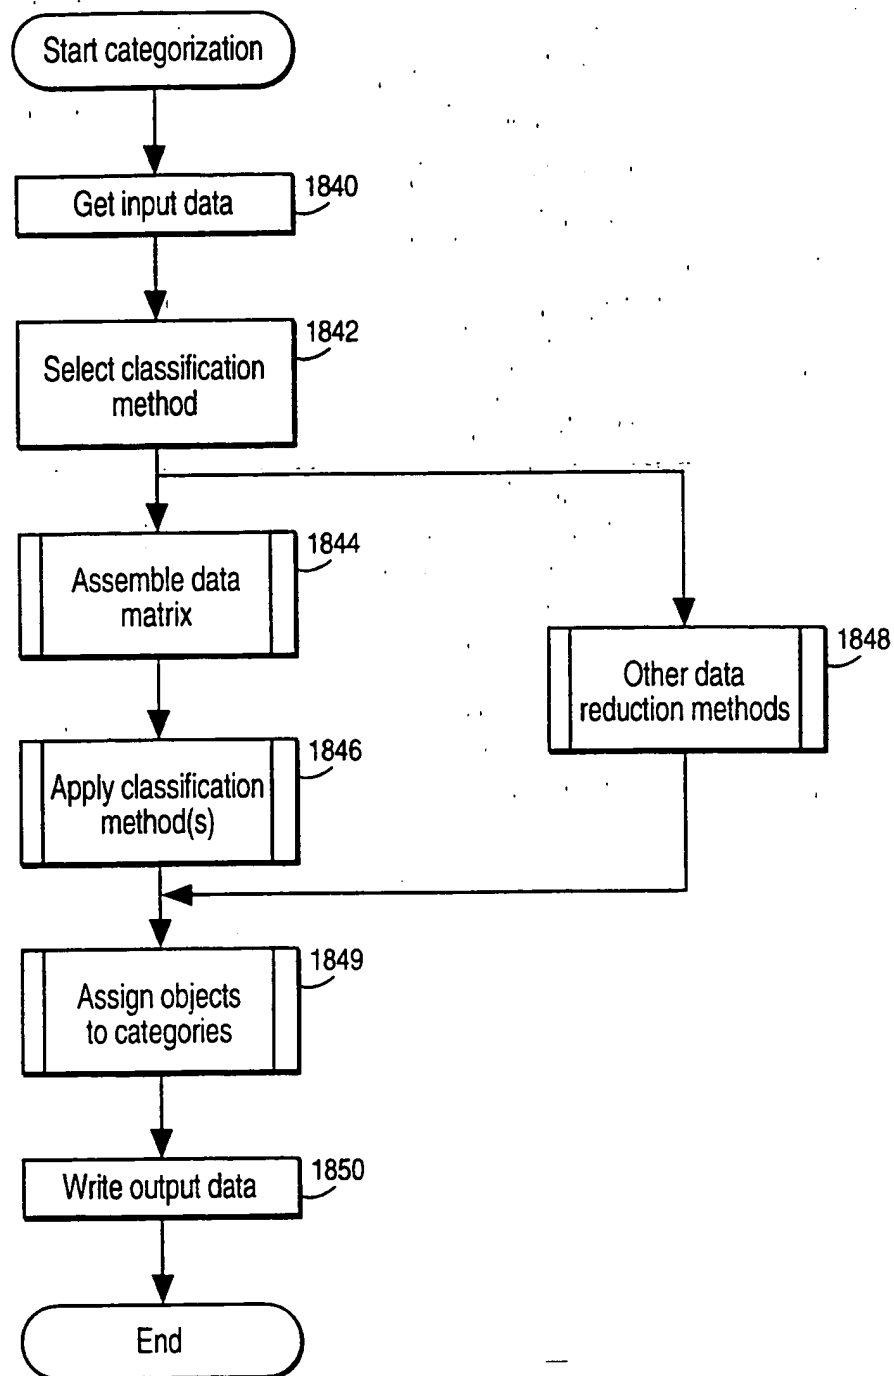 Start categorization
Get input data
1840
Select classification
method
1842
Assemble data
matrix
1844
Other data
reduction methods
1848
Apply classification
method(s)
1846
Assign objects
to categories
1849
Write output data
1850
End